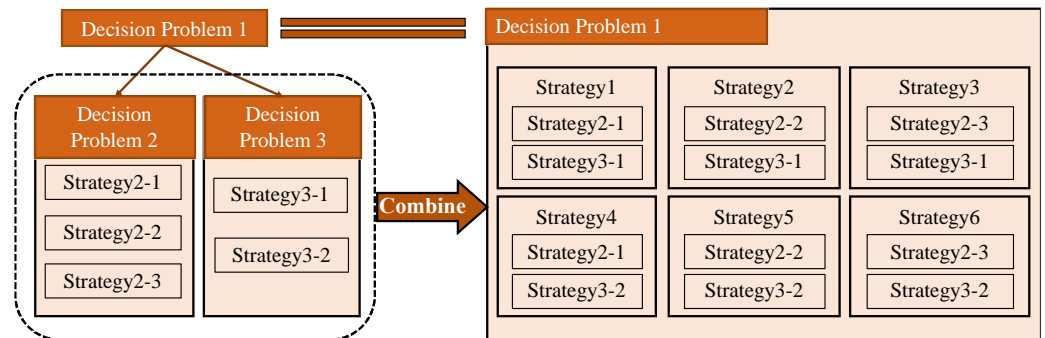 Decision Problem 1
Decision
Problem 2
Strategy2-1
Strategy2-2
Strategy2-3
Decision
Problem 3
Strategy3-1
Strategy3-2
Combine
Decision Problem 1
Strategy1
Strategy2-1
Strategy3-1
Strategy2
Strategy2-2
Strategy3-1
Strategy3
Strategy2-3
Strategy3-1
Strategy4
Strategy2-1
Strategy3-2
Strategy5
Strategy2-2
Strategy3-2
Strategy6
Strategy2-3
Strategy3-2